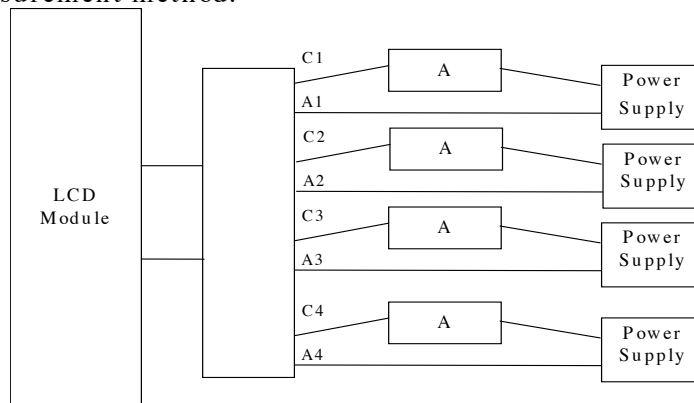 surement method.
C1
A
Power
Supply
A1
C2
A
Power
Supply
A2
LCD
Module
C3
A
Power
Supply
A3
C4
A
Power
Supply
A4